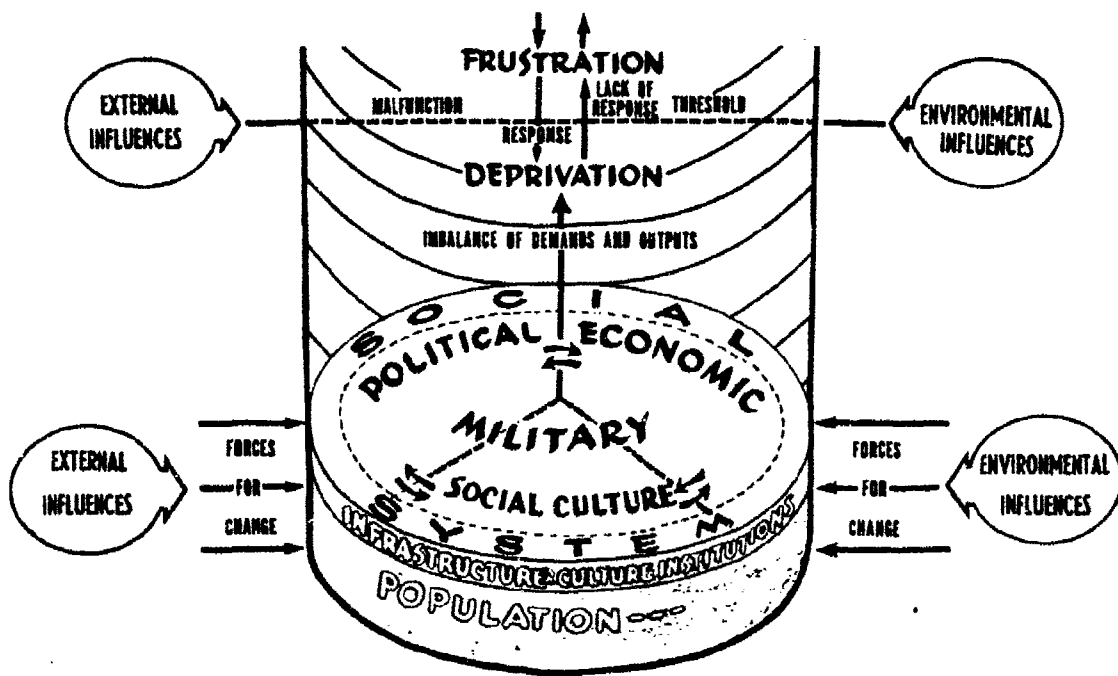 FRUSTRATION
EXTERNAL
INFLUENCES
MALFUNCTION
LACK OF
RESPONSE
THRESHOLD
ENVIRONMENTAL
INFLUENCES
RESPONSE
DEPRIVATION
IMBALANCE OF DEMANDS AND OUTPUTS
SOCIAL
POLITICAL
ECONOMIC
MILITARY
SOCIAL CULTURE
SYSTEM
EXTERNAL
INFLUENCES
FORCES
FOR
CHANGE
FORCES
FOR
CHANGE
ENVIRONMENTAL
INFLUENCES
INFRASTRUCTURE-CULTURE INSTITUTIONS
POPULATION